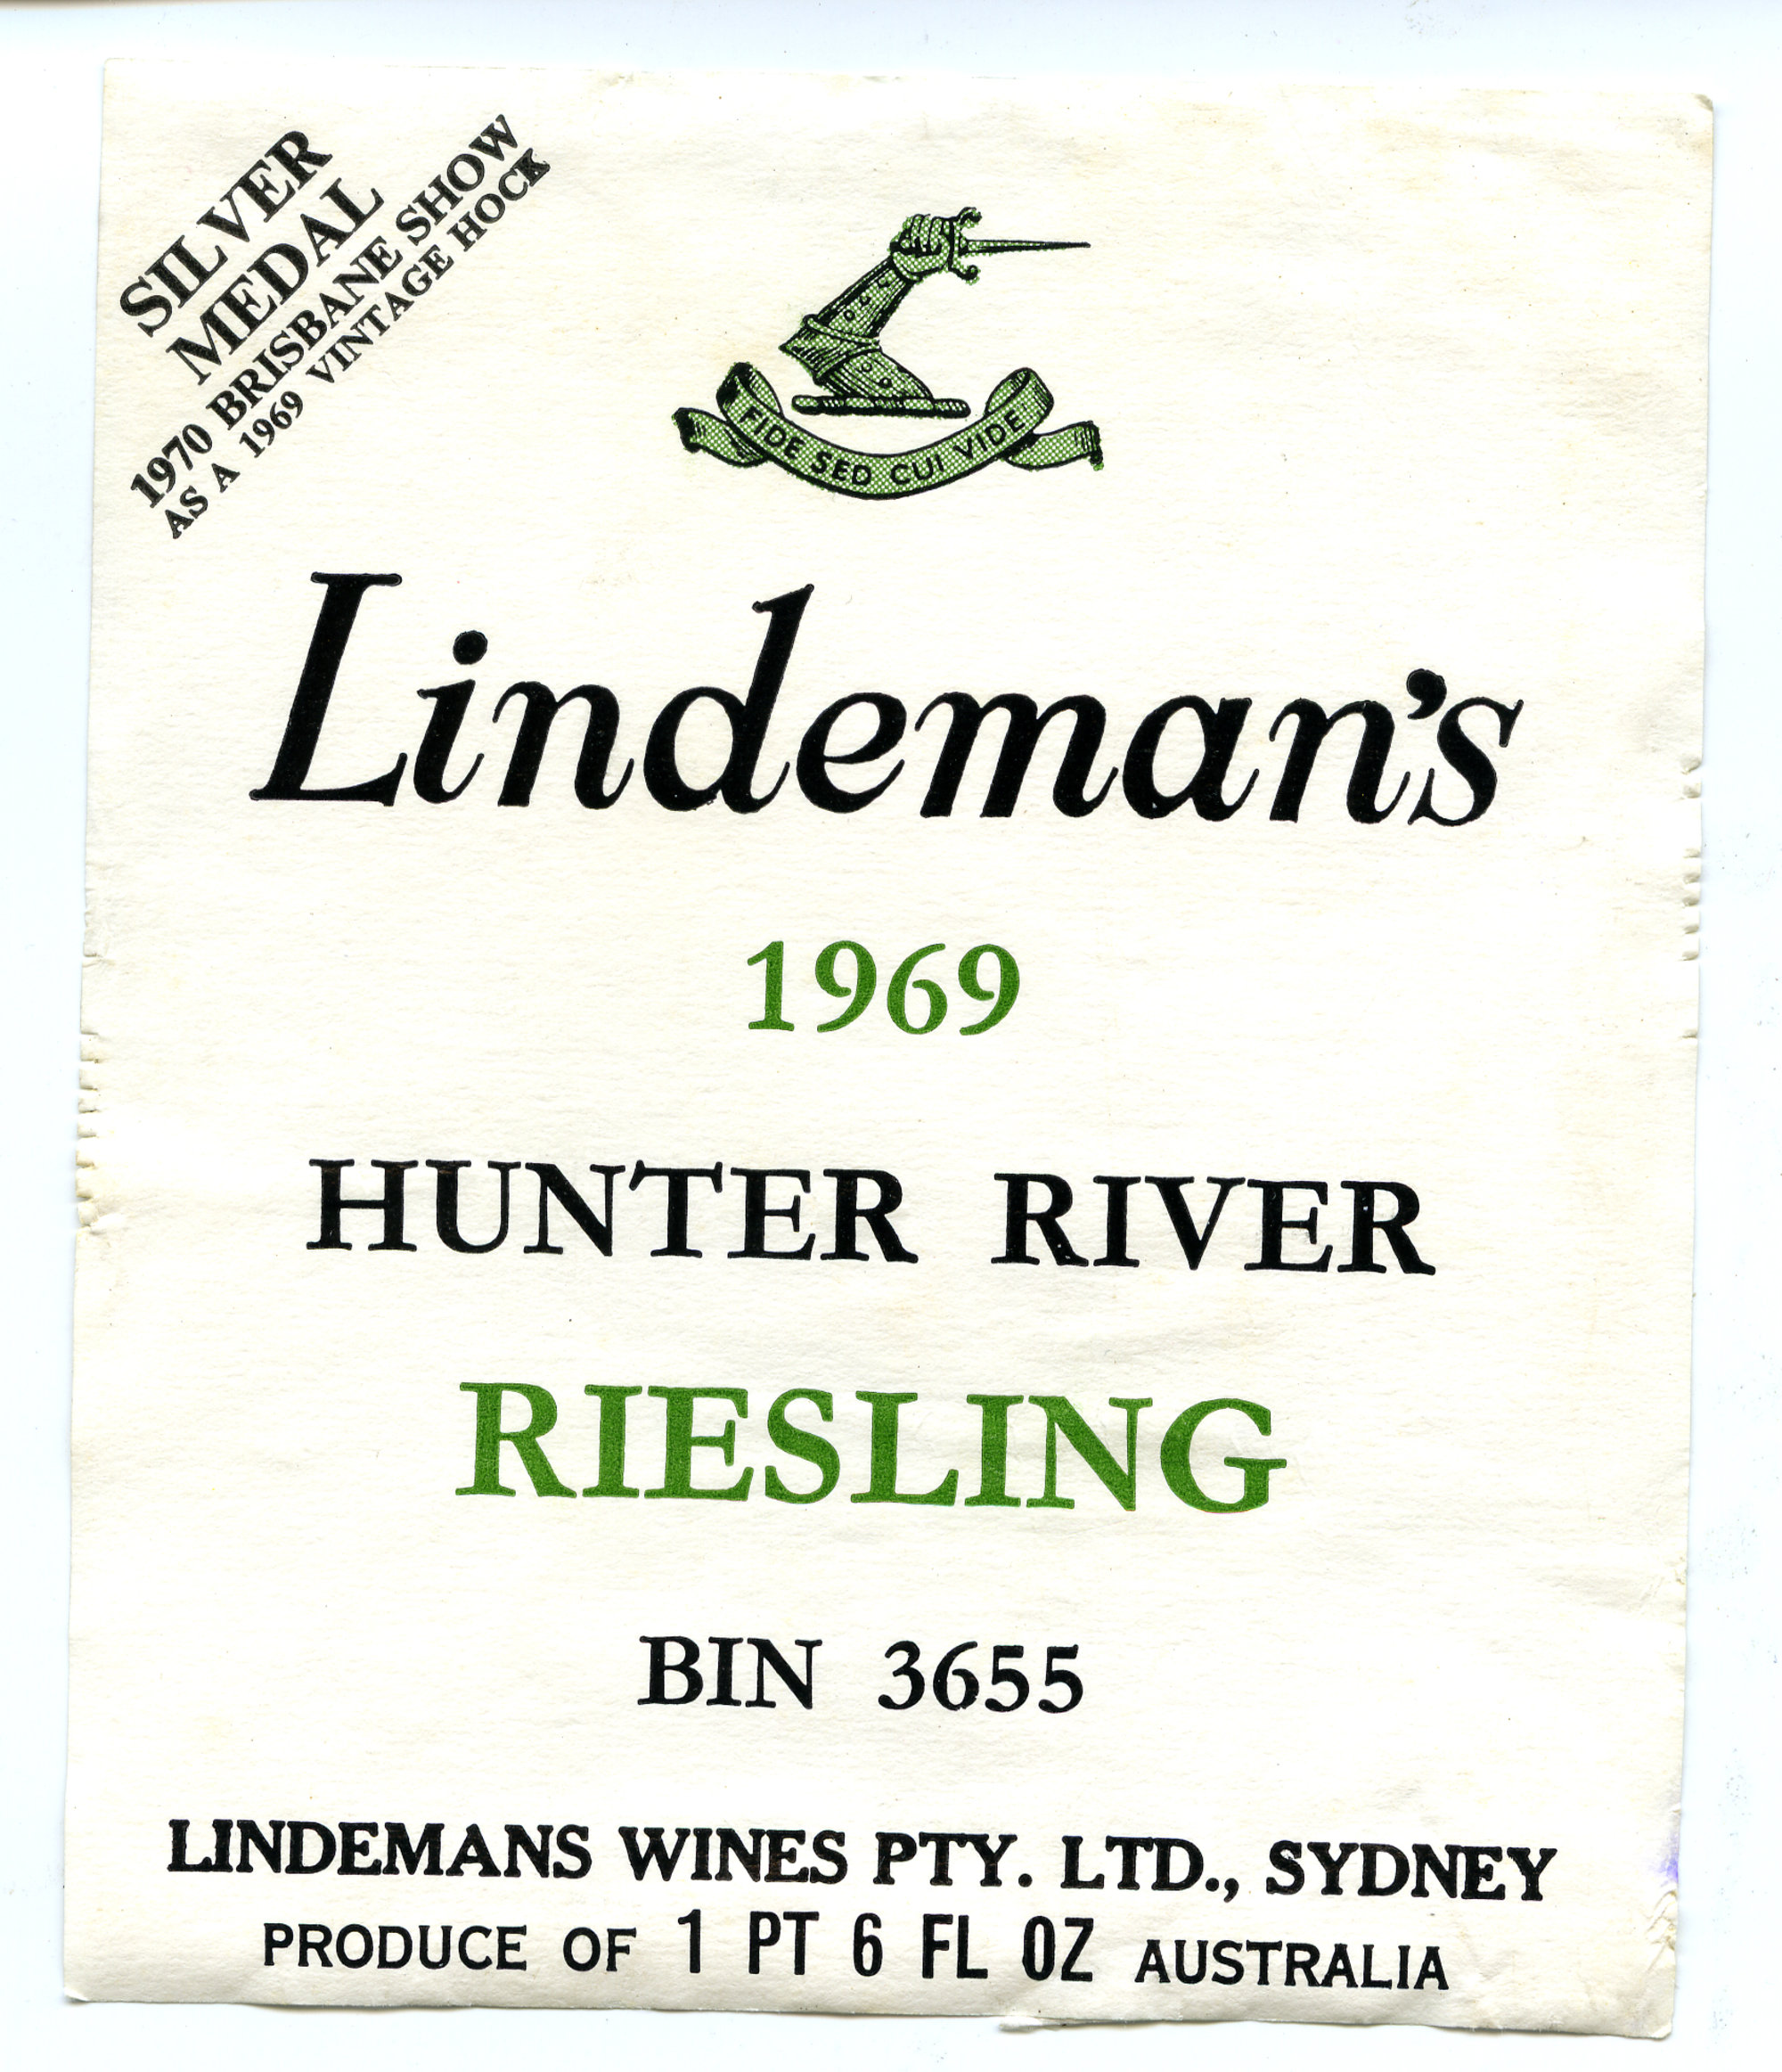 SILVER
MEDAL
1970 BRISBANE SHOW
AS A 1969 VINTAGE HOCK
FIDE SED CUI VIDE
Lindeman's
1969
HUNTER RIVER
RIESLING
BIN 3655
LINDEMANS WINES PTY. LTD., SYDNEY
PRODUCE OF 1 PT 6 FL OZ AUSTRALIA